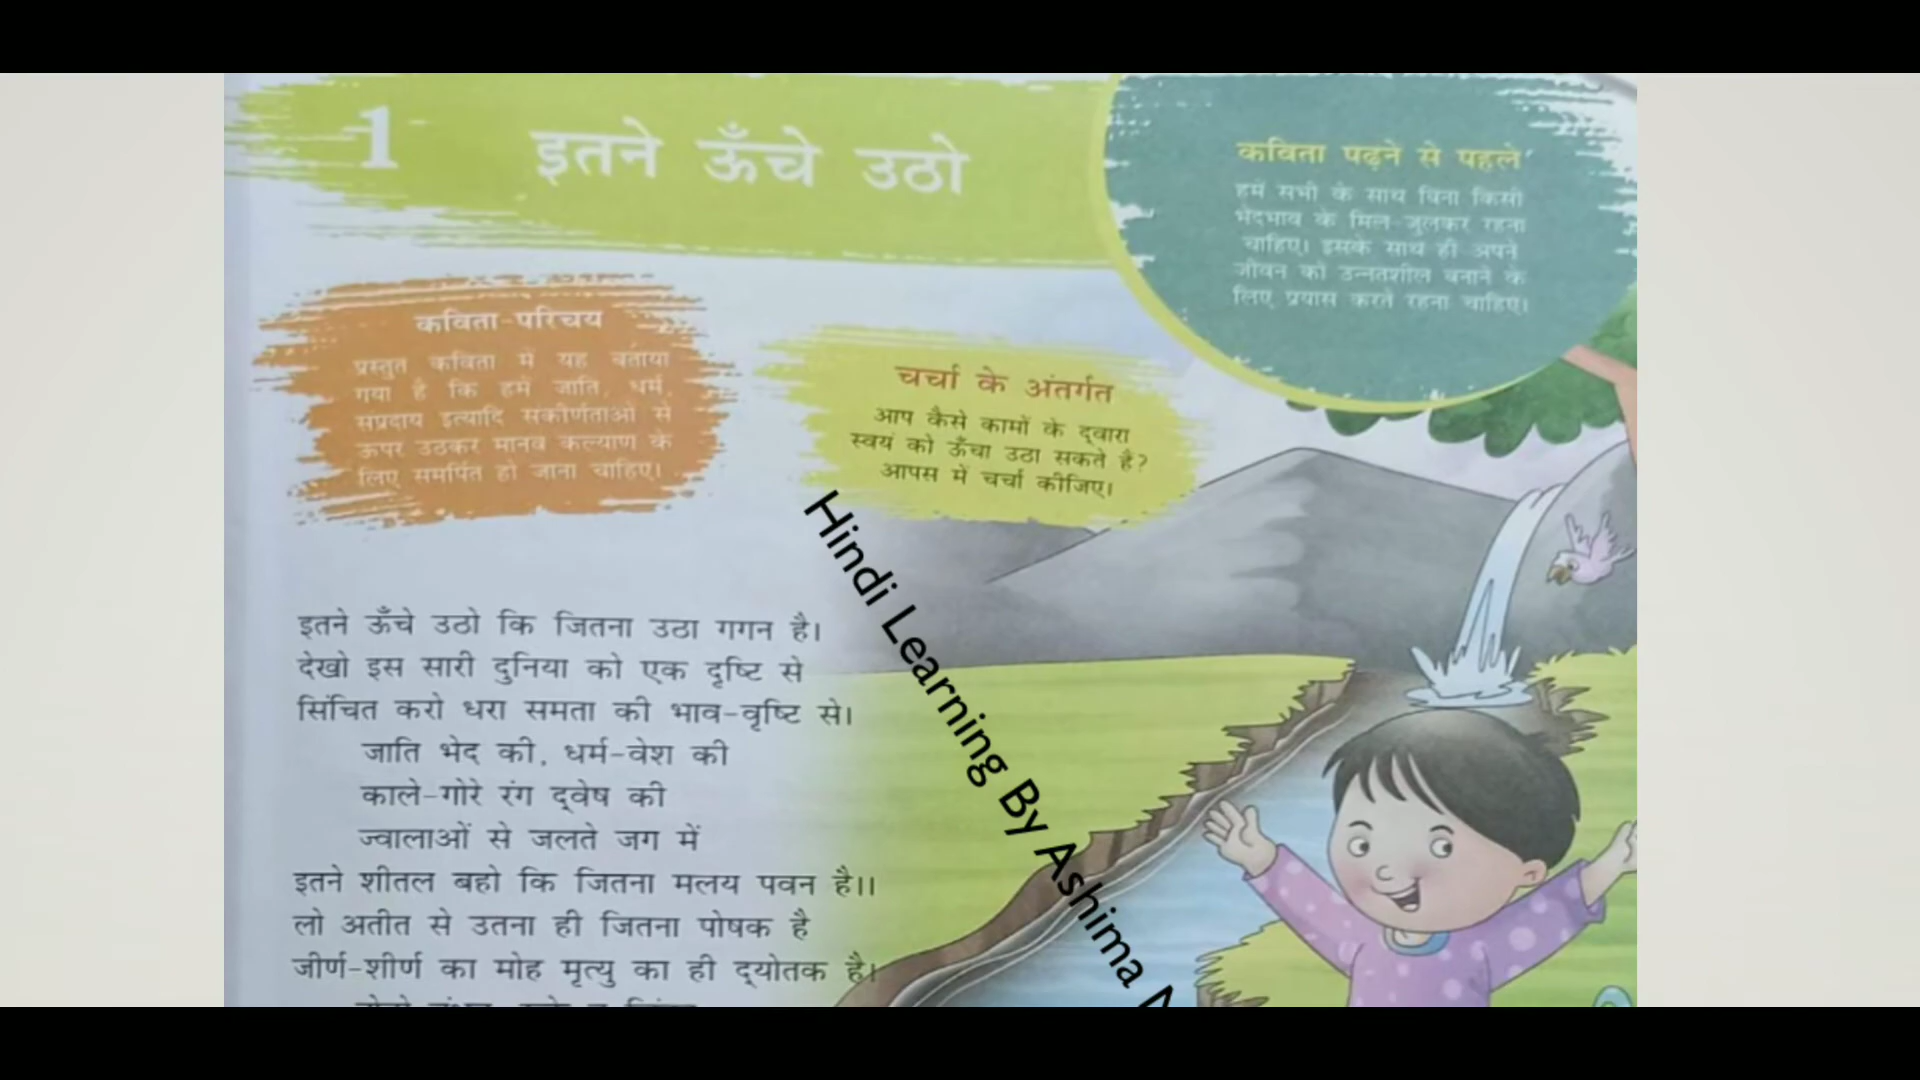 1
इतने ऊँचे उठो
कविता पढ़ने से पहले
हमें सभी के साथ बिना किसी
भेदभाव के मिल-जुलकर रहना
चाहिए। इसके साथ ही अपने
जीवन को उन्नतशील बनाने के
लिए प्रयास करते रहना चाहिए।
कविता-परिचय
प्रस्तुत कविता में यह बताया
गया है कि हमें जाति, धर्म,
संप्रदाय इत्यादि संकीर्णताओं से
ऊपर उठकर मानव कल्याण के
लिए समर्पित हो जाना चाहिए।
चर्चा के अंतर्गत
आप कैसे कामों के द्वारा
स्वयं को ऊँचा उठा सकते हैं?
आपस में चर्चा कीजिए।
इतने ऊँचे उठो कि जितना उठा गगन है।
देखो इस सारी दुनिया को एक दृष्टि से
सिंचित करो धरा समता की भाव-वृष्टि से।
जाति भेद की, धर्म-वेश की
काले-गोरे रंग द्वेष की
ज्वालाओं से जलते जग में
इतने शीतल बहो कि जितना मलय पवन है।।
लो अतीत से उतना ही जितना पोषक है
जीर्ण-शीर्ण का मोह मृत्यु का ही द्योतक है।
Hindi Learning By Ashima